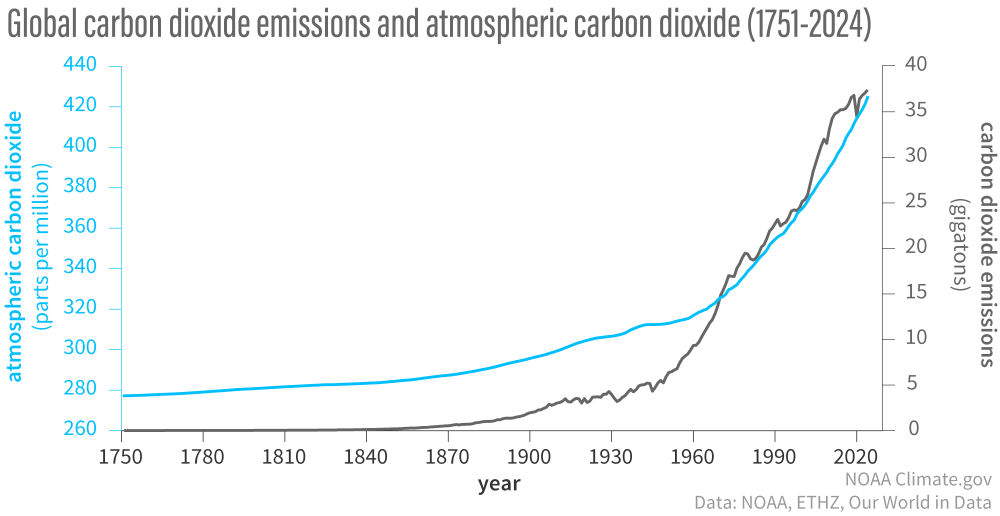 Global carbon dioxide emissions and atmospheric carbon dioxide (1751-2024)
atmospheric carbon dioxide
(parts per million)
440
420
400
380
360
340
320
300
280
260
40
35
30
25
20
15
10
5
0
carbon dioxide emissions
(gigatons)
1750 1780 1810 1840 1870 1900 1930 1960 1990 2020
year
NOAA Climate.gov
Data: NOAA, ETHZ, Our World in Data